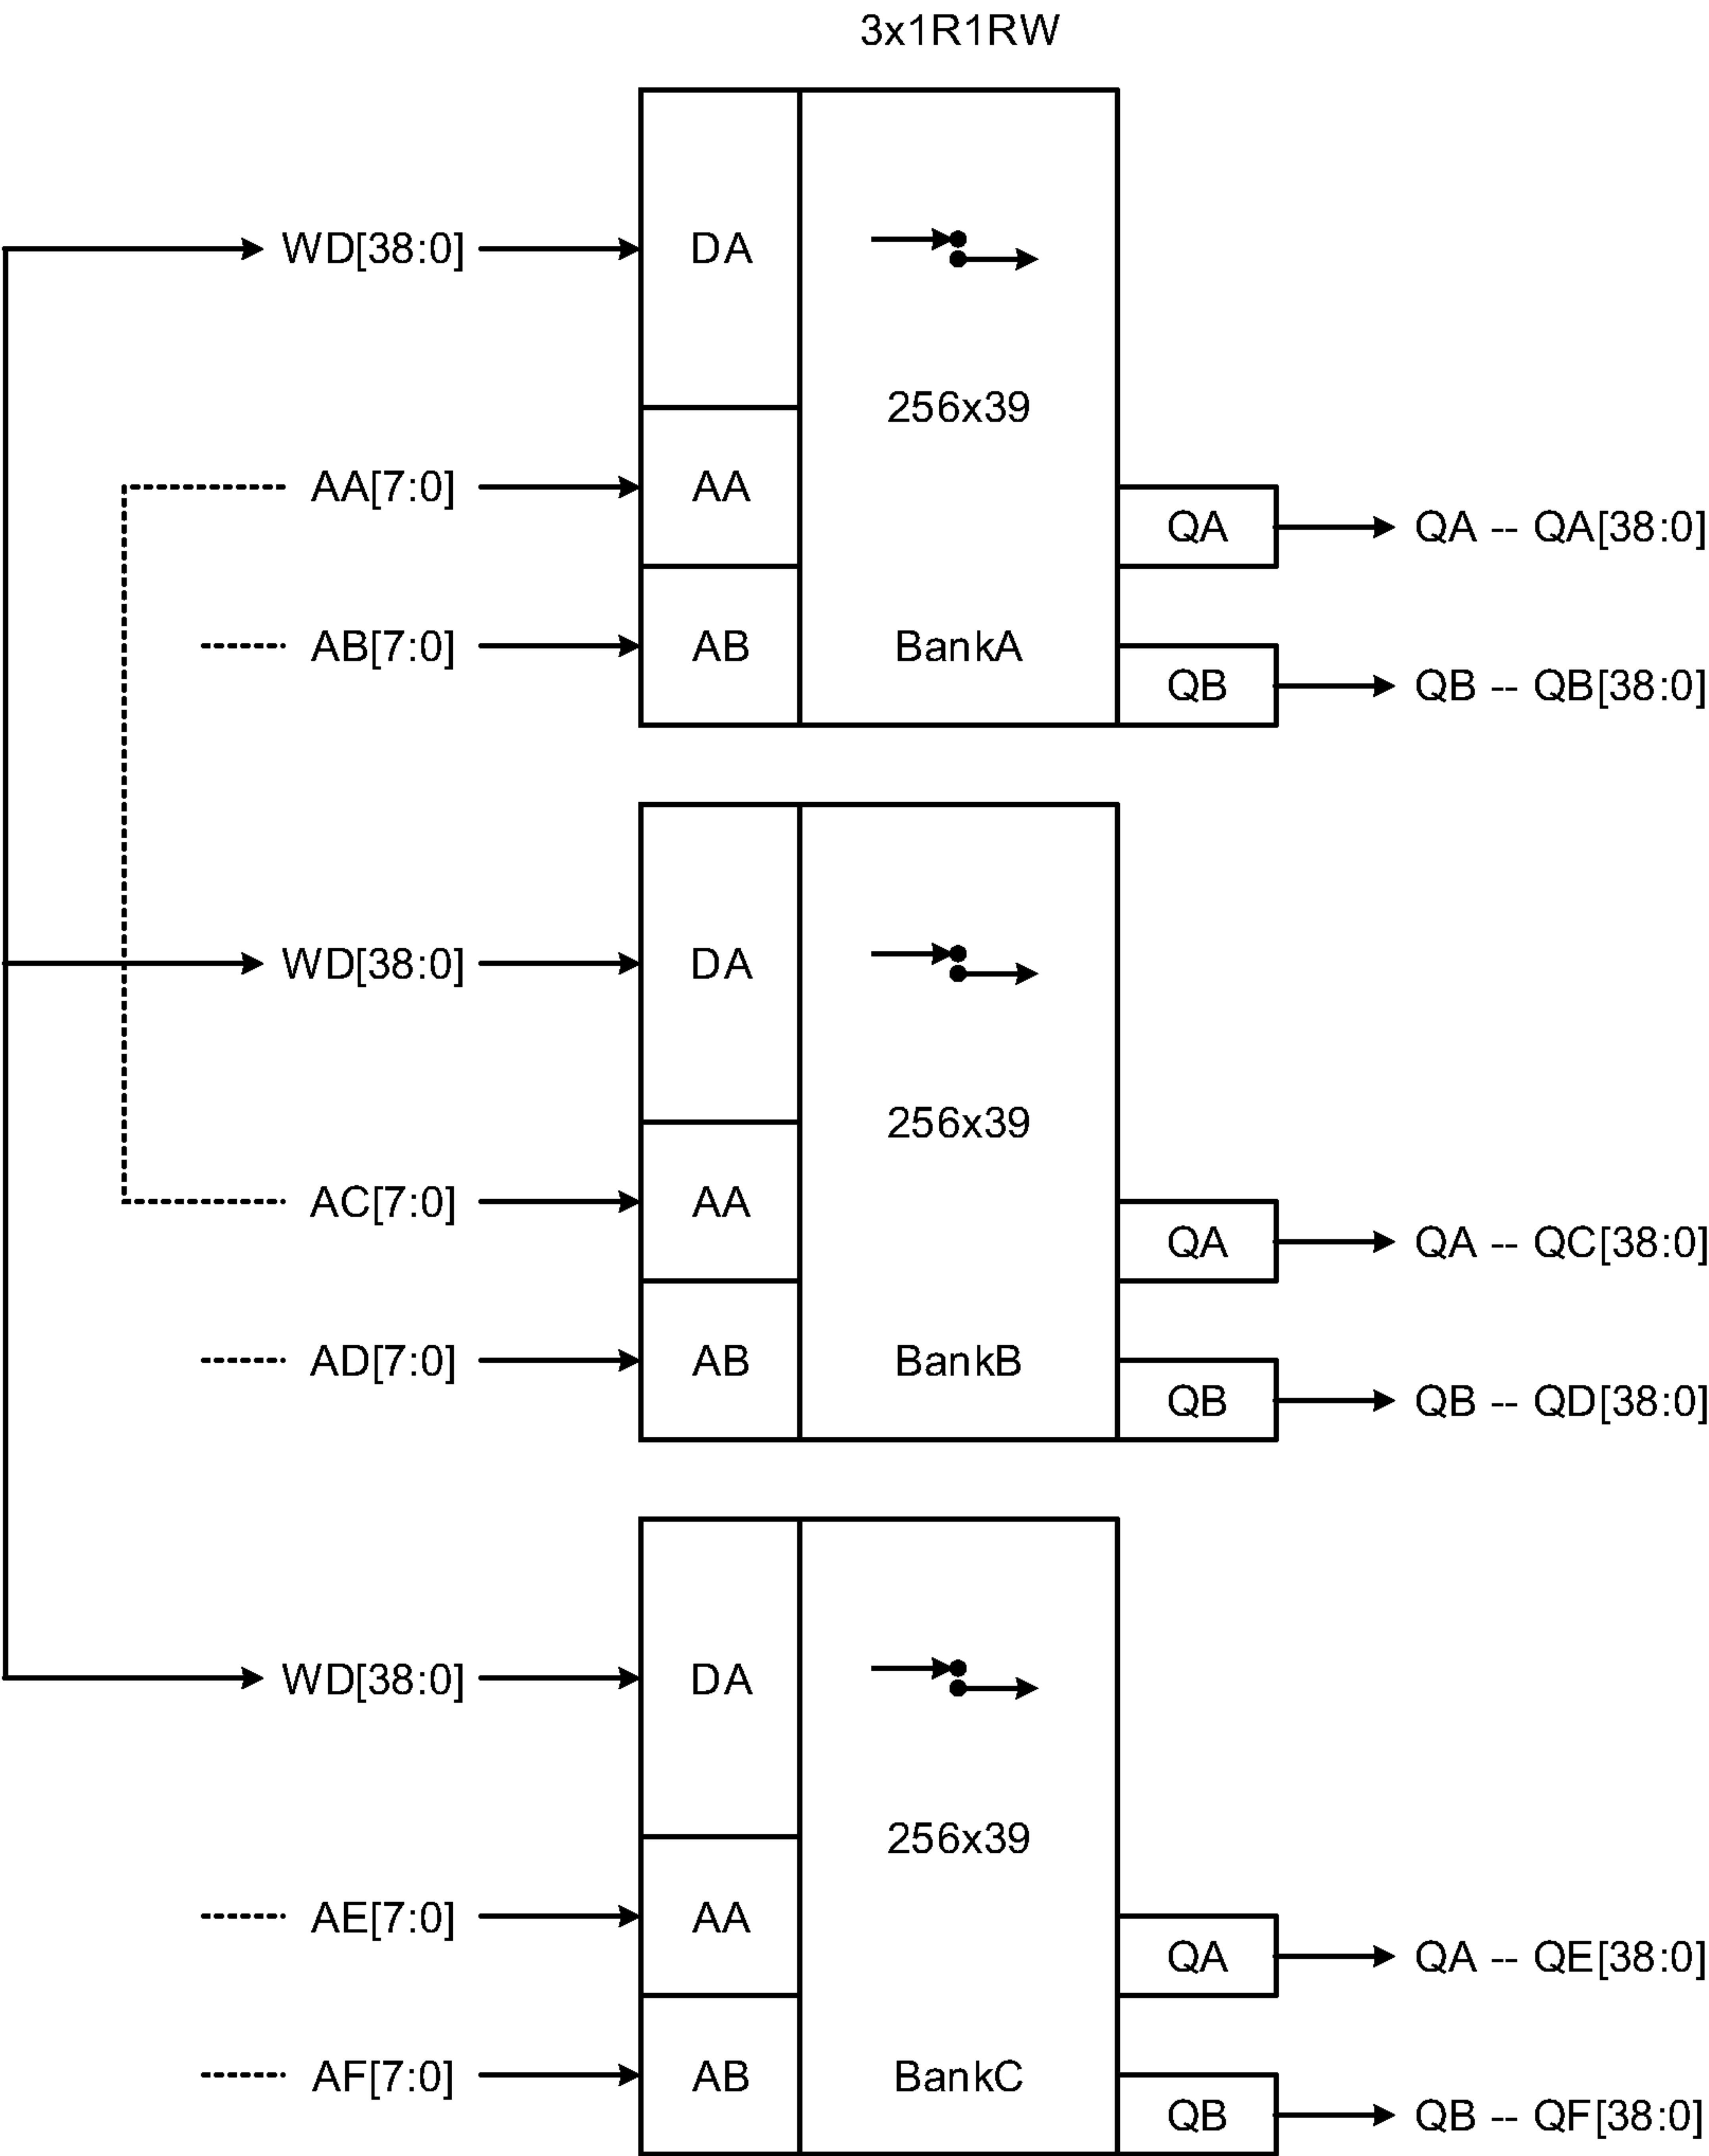 3x1R1RW
WD[38:0] DA
256x39
AA[7:0] AA
QA QA -- QA[38:0]
AB[7:0] AB BankA
QB QB -- QB[38:0]
WD[38:0] DA
256x39
AC[7:0] AA
QA QA -- QC[38:0]
AD[7:0] AB BankB
QB QB -- QD[38:0]
WD[38:0] DA
256x39
AE[7:0] AA
QA QA -- QE[38:0]
AF[7:0] AB BankC
QB QB -- QF[38:0]